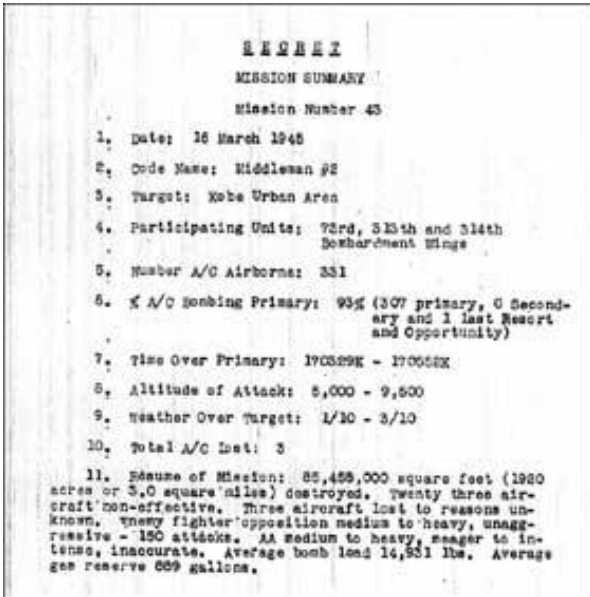 SECRET
MISSION SUMMARY
Mission Number 43
1. Date: 16 March 1945
2. Code Name: Middleman #2
3. Target: Kobe Urban Area
4. Participating Units: 73rd, 313th and 314th
Bombardment Wings
5. Number A/C Airborne: 331
6. % A/C Bombing Primary: 93% (307 primary, 0 Second-
ary and 1 Last Resort
and Opportunity)
7. Time Over Primary: 170329K - 170552K
8. Altitude of Attack: 5,000 - 9,500
9. Weather Over Target: 1/10 - 3/10
10. Total A/C Lost: 3
11. Resume of Mission: square feet (1920
acres or 3.0 square miles) destroyed. Twenty three air-
craft non-effective. Three aircraft lost to reasons un-
known. Enemy fighter opposition medium to heavy, unagg-
ressive - 150 attacks. AA medium to heavy, meager to in-
tense, inaccurate. Average bomb load 14,931 lbs. Average
gas reserve gallons.